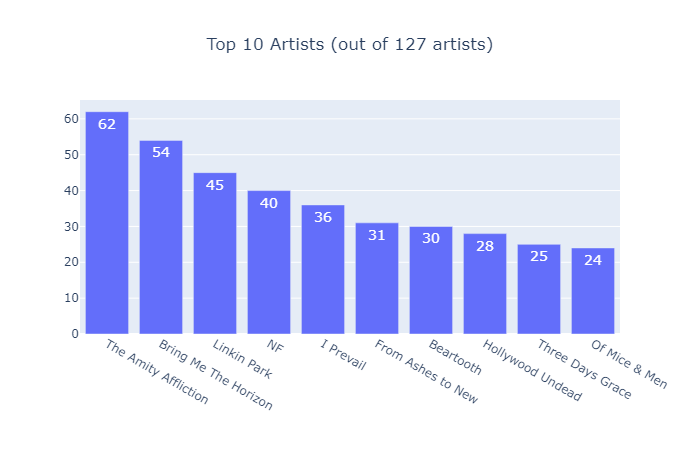 Top 10 Artists (out of 127 artists)
60
50
40
30
20
10
0
62
54
45
40
36
31
30
28
25
24
The Amity Affliction
Bring Me The Horizon
Linkin Park
NF
I Prevail
From Ashes to New
Beartooth
Hollywood Undead
Three Days Grace
Of Mice & Men